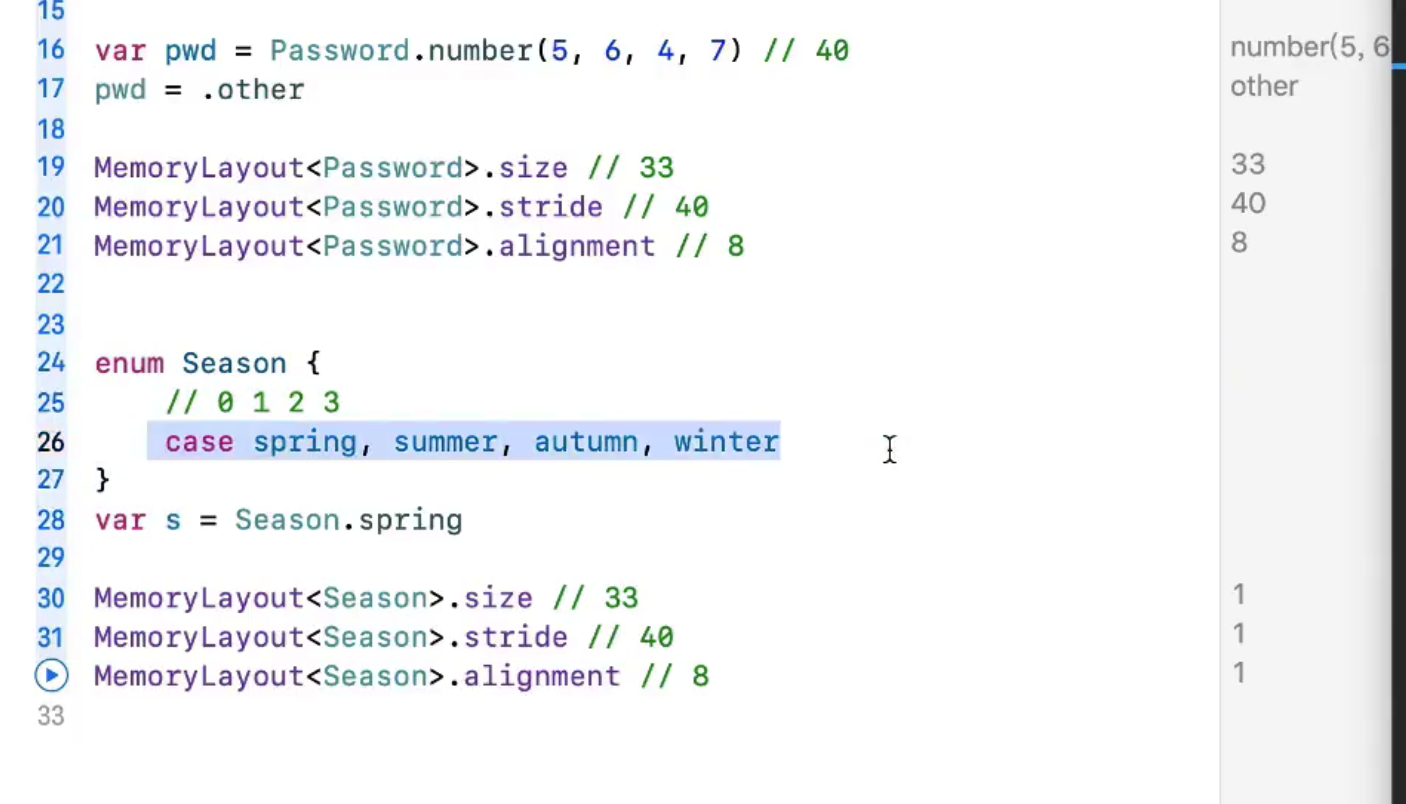 15
16 var pwd = Password.number(5, 6, 4, 7) // 40 number(5, 6
17 pwd = .other other
18
19 MemoryLayout<Password>.size // 33 33
20 MemoryLayout<Password>.stride // 40 40
21 MemoryLayout<Password>.alignment // 8 8
22
23
24 enum Season {
25 // 0 1 2 3
26 case spring, summer, autumn, winter
27 }
28 var s = Season.spring
29
30 MemoryLayout<Season>.size // 33 1
31 MemoryLayout<Season>.stride // 40 1
MemoryLayout<Season>.alignment // 8 1
33